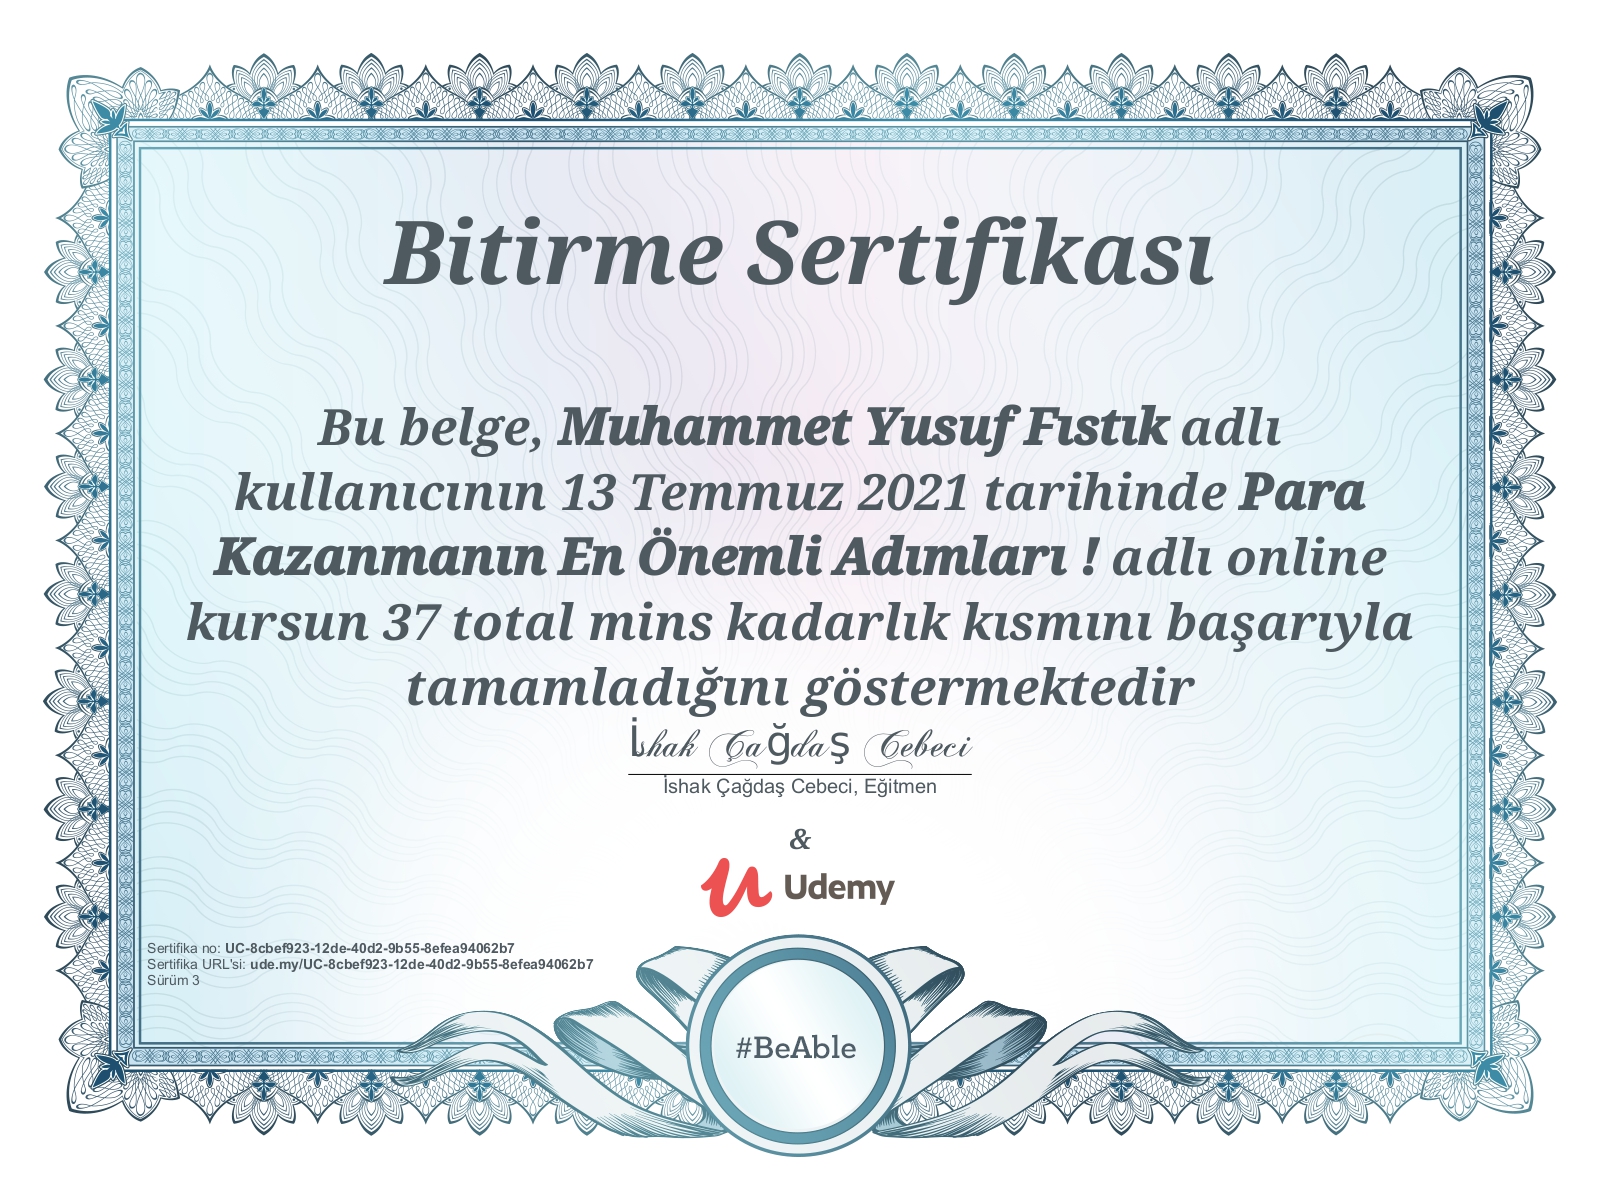 Bitirme Sertifikası
Bu belge, Muhammet Yusuf Fıstık adlı
kullanıcının 13 Temmuz 2021 tarihinde Para
Kazanmanın En Önemli Adımları ! adlı online
kursun 37 total mins kadarlık kısmını başarıyla
tamamladığını göstermektedir
İshak Çağdaş Cebeci
İshak Çağdaş Cebeci, Eğitmen
&
Udemy
Sertifika no: UC-8cbef923-12de-40d2-9b55-8efea94062b7
Sertifika URL'si: ude.my/UC-8cbef923-12de-40d2-9b55-8efea94062b7
Sürüm 3
#BeAble